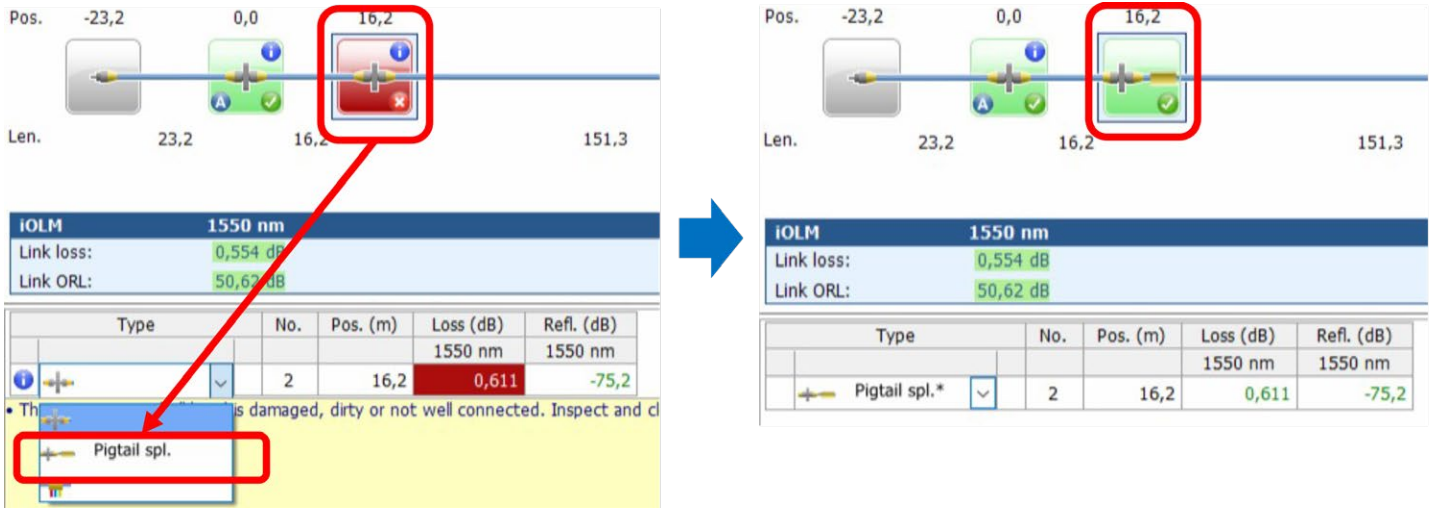 Pos. -23,2 0,0 16,2
A
Len. 23,2 16,2 151,3
iOLM 1550 nm
Link loss: 0,554 dB
Link ORL: 50,62 dB
Type No. Pos. (m) Loss (dB) Refl. (dB)
1550 nm 1550 nm
2 16,2 0,611 -75,2
• Th is damaged, dirty or not well connected. Inspect and cl
Pigtail spl.
Pos. -23,2 0,0 16,2
A
Len. 23,2 16,2 151,3
iOLM 1550 nm
Link loss: 0,554 dB
Link ORL: 50,62 dB
Type No. Pos. (m) Loss (dB) Refl. (dB)
1550 nm 1550 nm
Pigtail spl.* 2 16,2 0,611 -75,2